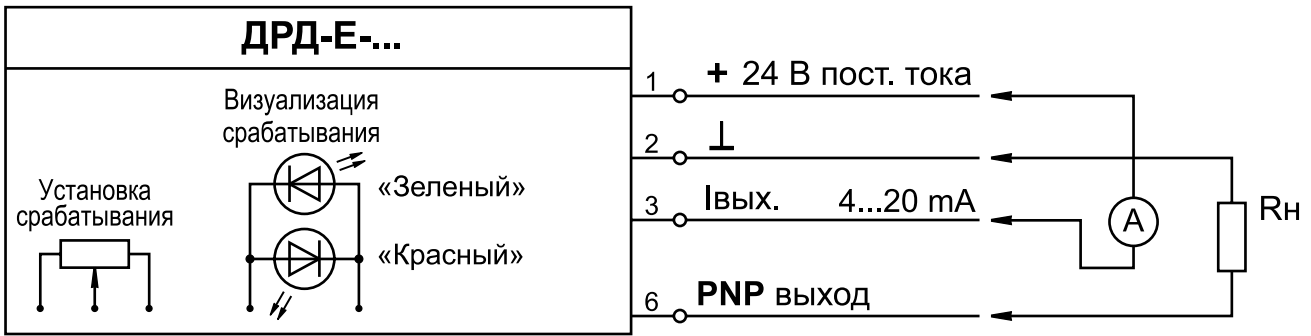 ДРД-Е-...
Визуализация
срабатывания
«Зеленый»
«Красный»
Установка
срабатывания
1 + 24 В пост. тока
2 ⊥
3 Iвых. 4...20 mA
6 PNP выход
A
Rн